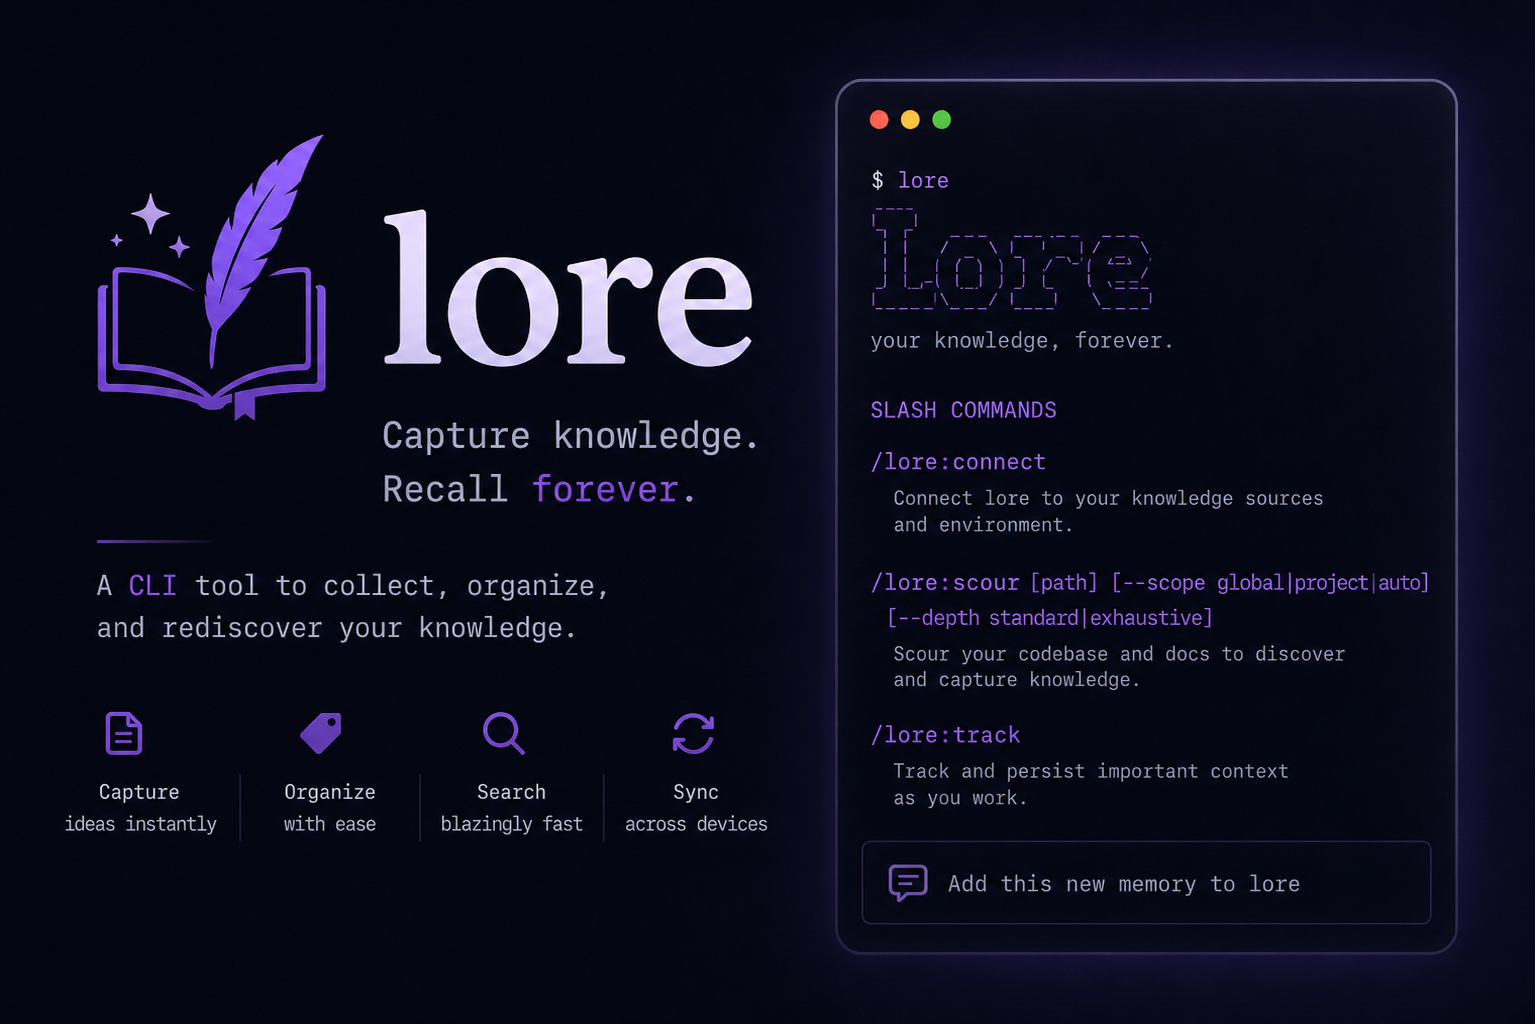 lore
Capture knowledge.
Recall forever.
A CLI tool to collect, organize,
and rediscover your knowledge.
Capture
ideas instantly
Organize
with ease
Search
blazingly fast
Sync
across devices
$ lore
lore
your knowledge, forever.
SLASH COMMANDS
/lore:connect
Connect lore to your knowledge sources
and environment.
/lore:scour [path] [--scope global|project|auto]
[--depth standard|exhaustive]
Scour your codebase and docs to discover
and capture knowledge.
/lore:track
Track and persist important context
as you work.
Add this new memory to lore